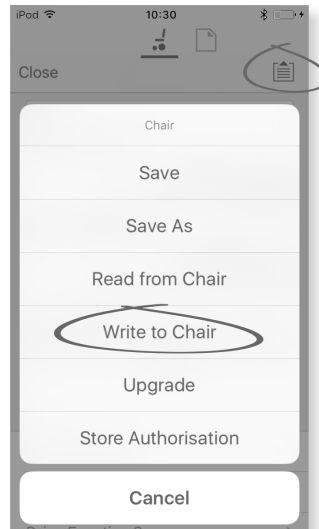 iPod 10:30
Close
Chair
Save
Save As
Read from Chair
Write to Chair
Upgrade
Store Authorisation
Cancel